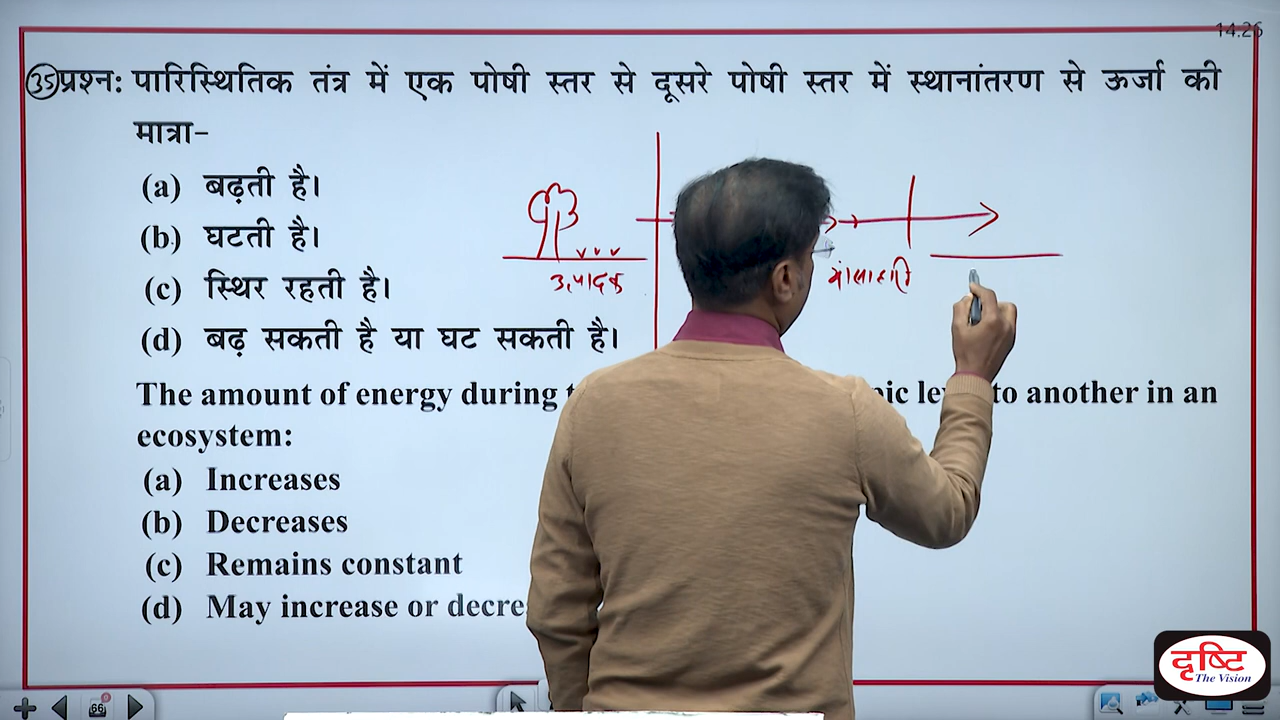 14:26
35 प्रश्न: पारिस्थितिक तंत्र में एक पोषी स्तर से दूसरे पोषी स्तर में स्थानांतरण से ऊर्जा की
मात्रा-
(a) बढ़ती है।
(b) घटती है।
(c) स्थिर रहती है।
(d) बढ़ सकती है या घट सकती है।
उत्पादक
मांसाहारी
The amount of energy during to another in an
ecosystem:
(a) Increases
(b) Decreases
(c) Remains constant
(d) May increase or decre
दृष्टि
The Vision
66